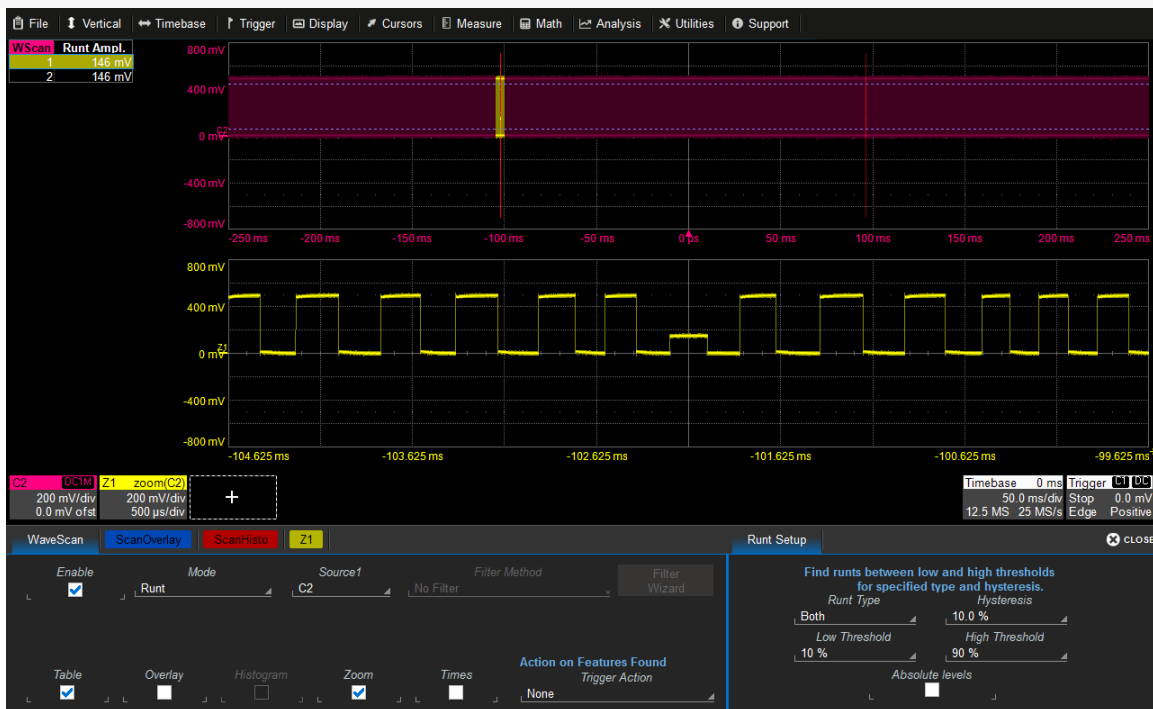 File Vertical Timebase Trigger Display Cursors Measure Math Analysis Utilities Support
WScan Runt Ampl.
1 146 mV
2 146 mV
800 mV
400 mV
0 mV
C2
-400 mV
-800 mV
-250 ms -200 ms -150 ms -100 ms -50 ms 0 ps 50 ms 100 ms 150 ms 200 ms 250 ms
800 mV
400 mV
0 mV
Z1
-400 mV
-800 mV
-104.625 ms -103.625 ms -102.625 ms -101.625 ms -100.625 ms -99.625 ms
C2 DC1M Z1 zoom(C2)
200 mV/div 200 mV/div
0.0 mV ofst 500 µs/div
+
Timebase 0 ms Trigger C1 DC
50.0 ms/div Stop 0.0 mV
12.5 MS 25 MS/s Edge Positive
WaveScan ScanOverlay ScanHisto Z1 Runt Setup CLOSE
Enable Mode Source1 Filter Method
Runt C2 No Filter
Filter
Wizard
Find runts between low and high thresholds
for specified type and hysteresis.
Runt Type Hysteresis
Both 10.0 %
Low Threshold High Threshold
10 % 90 %
Absolute levels
Action on Features Found
Table Overlay Histogram Zoom Times Trigger Action
None